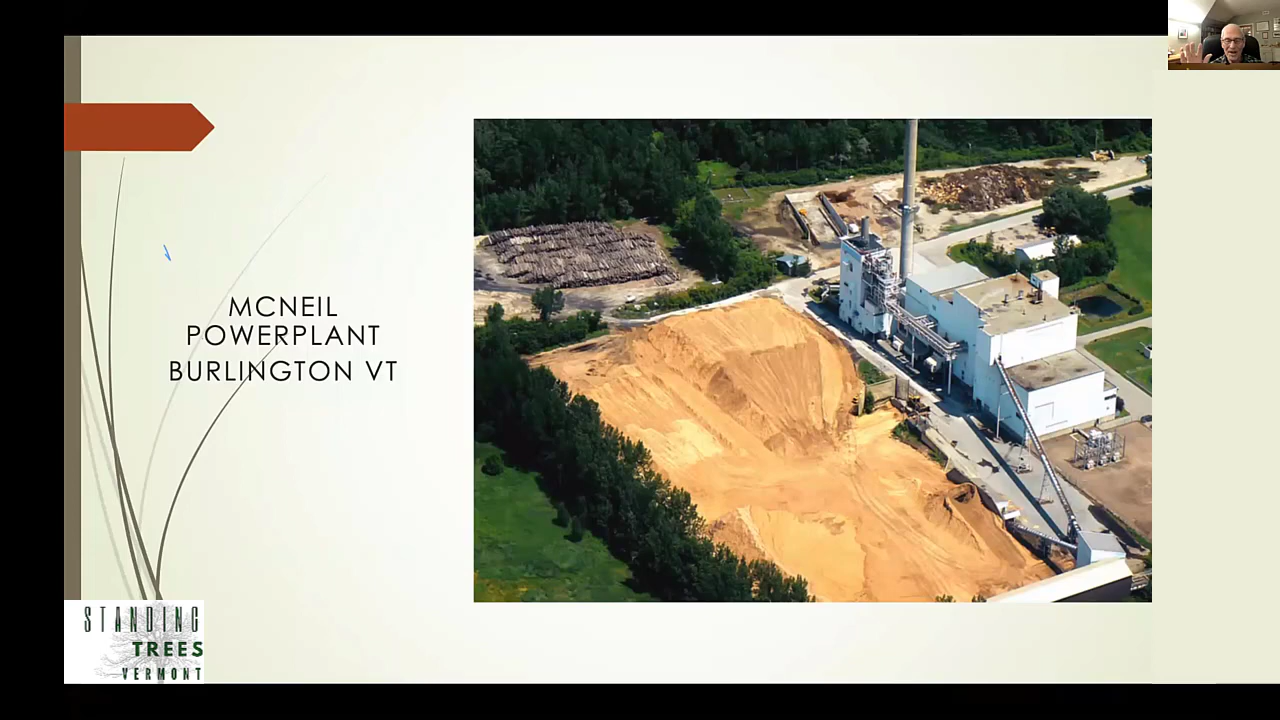 MCNEIL
POWERPLANT
BURLINGTON VT
STANDING
TREES
VERMONT